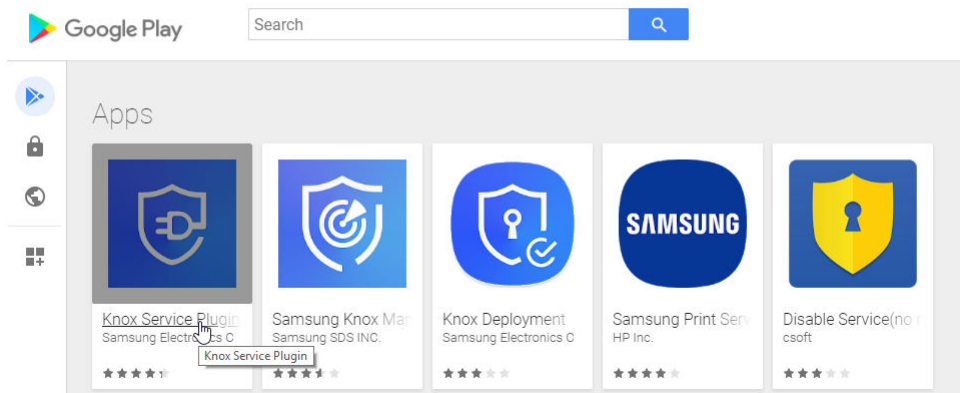 Google Play
Search
Apps
SAMSUNG
Knox Service Plugin
Samsung Electronics C
Samsung Knox Mar
Samsung SDS INC.
Knox Deployment
Samsung Electronics C
Samsung Print Serv
HP Inc.
Disable Service(no r
csoft
Knox Service Plugin